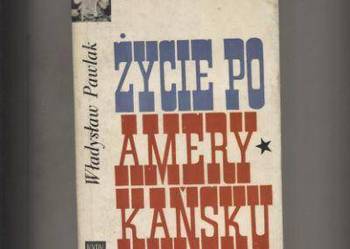 Władysław Pawlak
ŻYCIE PO
AMERY
KAŃSKU